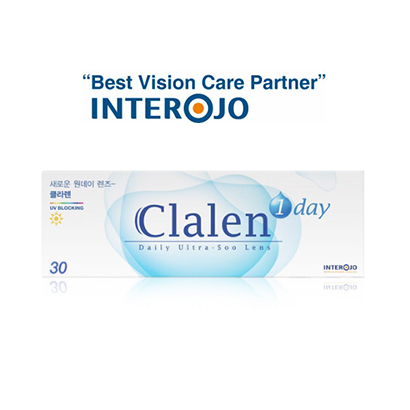 “Best Vision Care Partner”
INTEROJO
새로운 원데이 렌즈-
클라렌
UV BLOCKING
Clalen 1 day
Daily Ultra-Soo Lens
30
INTEROJO